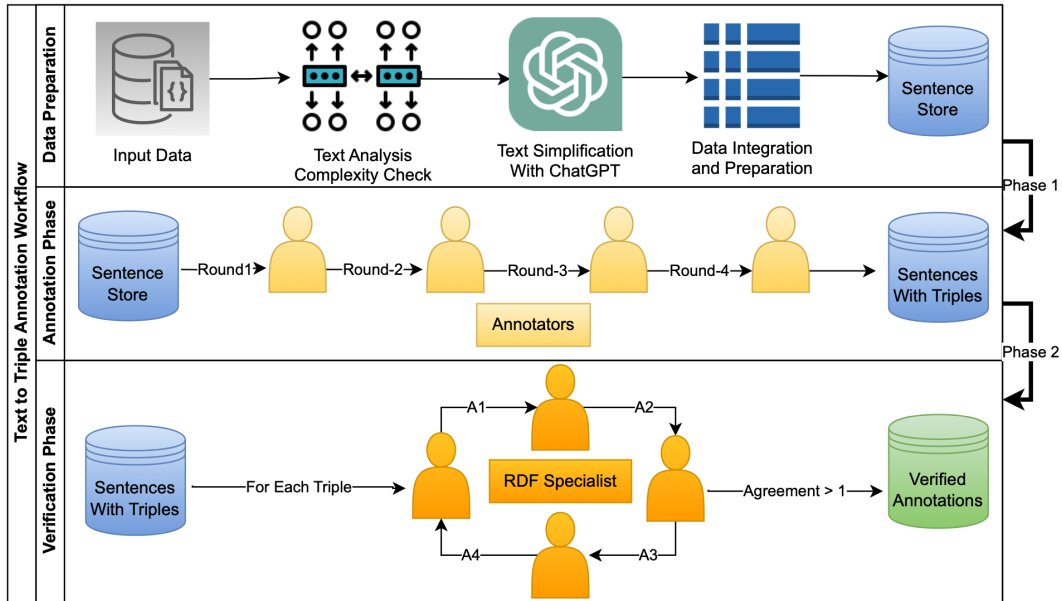 Text to Triple Annotation Workflow
Data Preparation
Input Data
Text Analysis
Complexity Check
Text Simplification
With ChatGPT
Data Integration
and Preparation
Sentence
Store
Phase 1
Annotation Phase
Sentence
Store
Round1
Round-2
Round-3
Round-4
Annotators
Sentences
With Triples
Phase 2
Verification Phase
Sentences
With Triples
For Each Triple
A1
A2
RDF Specialist
A3
A4
Agreement > 1
Verified
Annotations